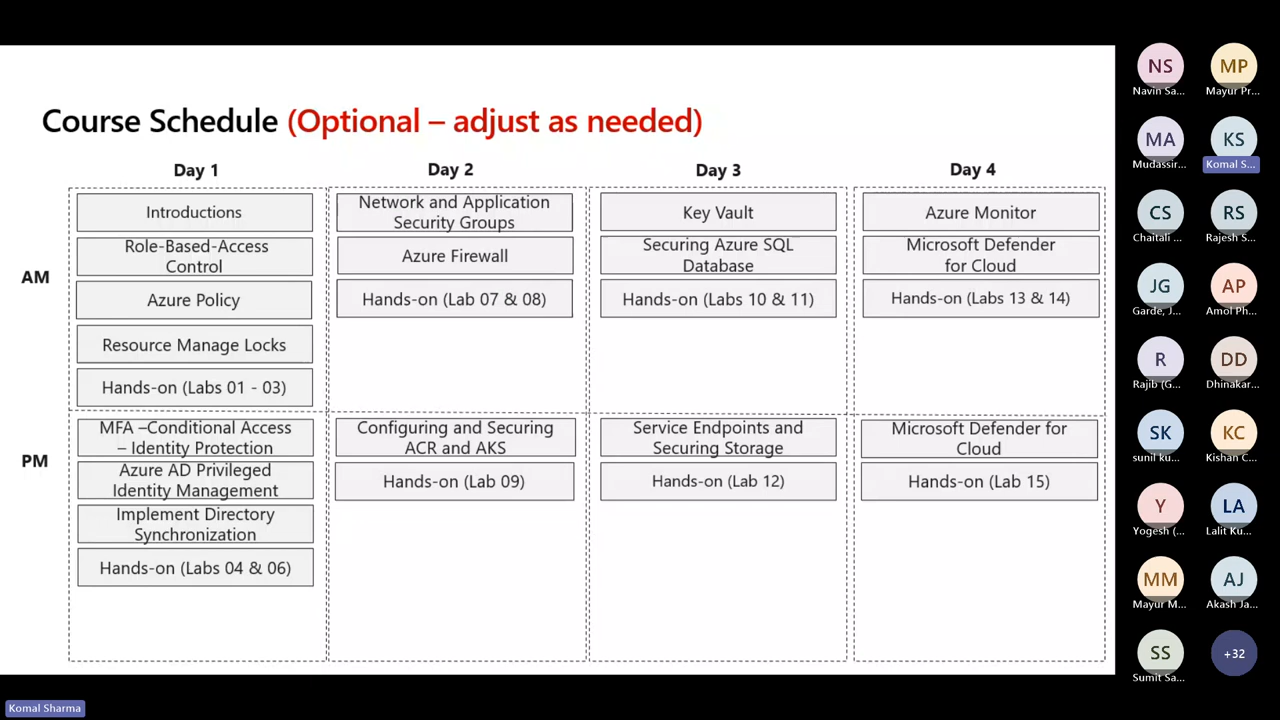 Course Schedule (Optional – adjust as needed)
Day 1
Day 2
Day 3
Day 4
AM
Introductions
Role-Based-Access
Control
Azure Policy
Resource Manage Locks
Hands-on (Labs 01 - 03)
Network and Application
Security Groups
Azure Firewall
Hands-on (Lab 07 & 08)
Key Vault
Securing Azure SQL
Database
Hands-on (Labs 10 & 11)
Azure Monitor
Microsoft Defender
for Cloud
Hands-on (Labs 13 & 14)
PM
MFA –Conditional Access
– Identity Protection
Azure AD Privileged
Identity Management
Implement Directory
Synchronization
Hands-on (Labs 04 & 06)
Configuring and Securing
ACR and AKS
Hands-on (Lab 09)
Service Endpoints and
Securing Storage
Hands-on (Lab 12)
Microsoft Defender for
Cloud
Hands-on (Lab 15)
NS
Navin Sa...
MP
Mayur Pr...
MA
Mudassir...
KS
Komal S...
CS
Chaitali ...
RS
Rajesh S...
JG
Garde, J...
AP
Amol Ph...
R
Rajib (G...
DD
Dhinakar...
SK
sunil ku...
KC
Kishan C...
Y
Yogesh (...
LA
Lalit Ku...
MM
Mayur M...
AJ
Akash Ja...
SS
Sumit Sa...
+32
Komal Sharma